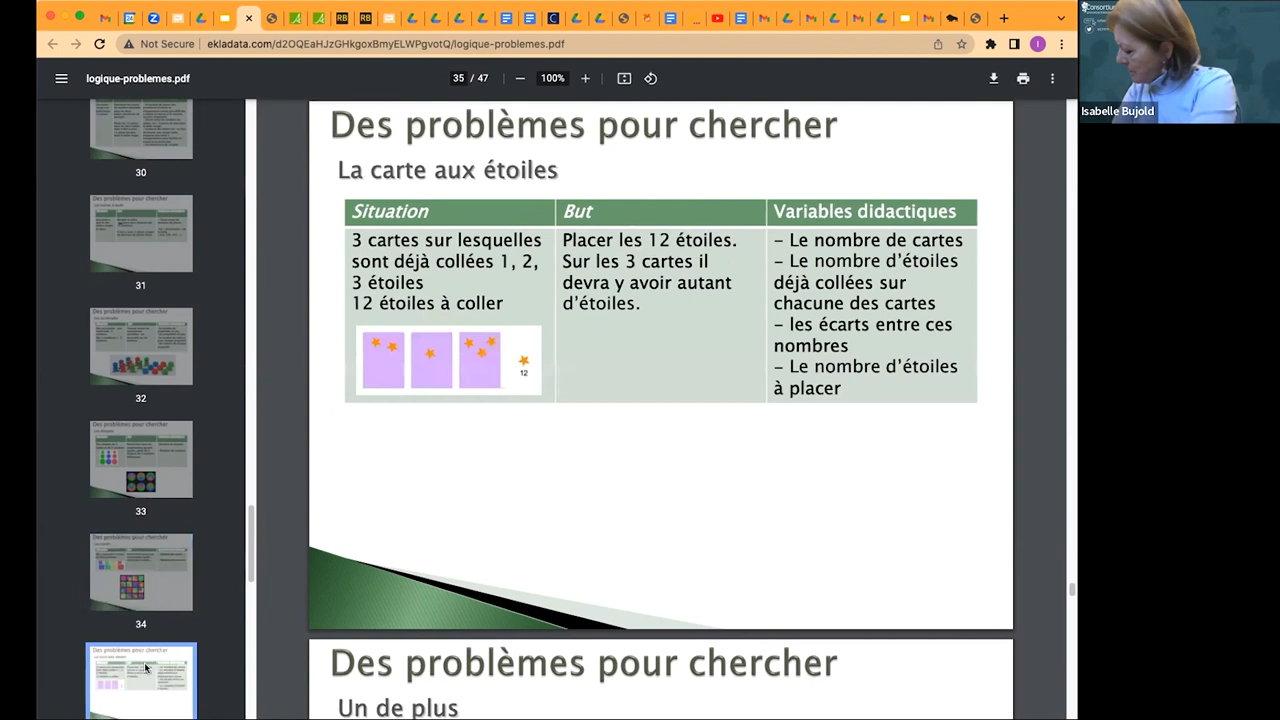 Not Secure
ekladata.com/d2OQEaHJzGHkgoxBmyELWPgvotQ/logique-problemes.pdf
logique-problemes.pdf
35 / 47
100%
Isabelle Bujold
30
31
32
33
34
Des problèmes pour chercher
La carte aux étoiles
Situation
3 cartes sur lesquelles
sont déjà collées 1, 2,
3 étoiles
12 étoiles à coller
12
But
Placer les 12 étoiles.
Sur les 3 cartes il
devra y avoir autant
d'étoiles.
Variables didactiques
- Le nombre de cartes
- Le nombre d'étoiles
déjà collées sur
chacune des cartes
- les écarts entre ces
nombres
- Le nombre d'étoiles
à placer
Des problèmes pour chercher
Un de plus